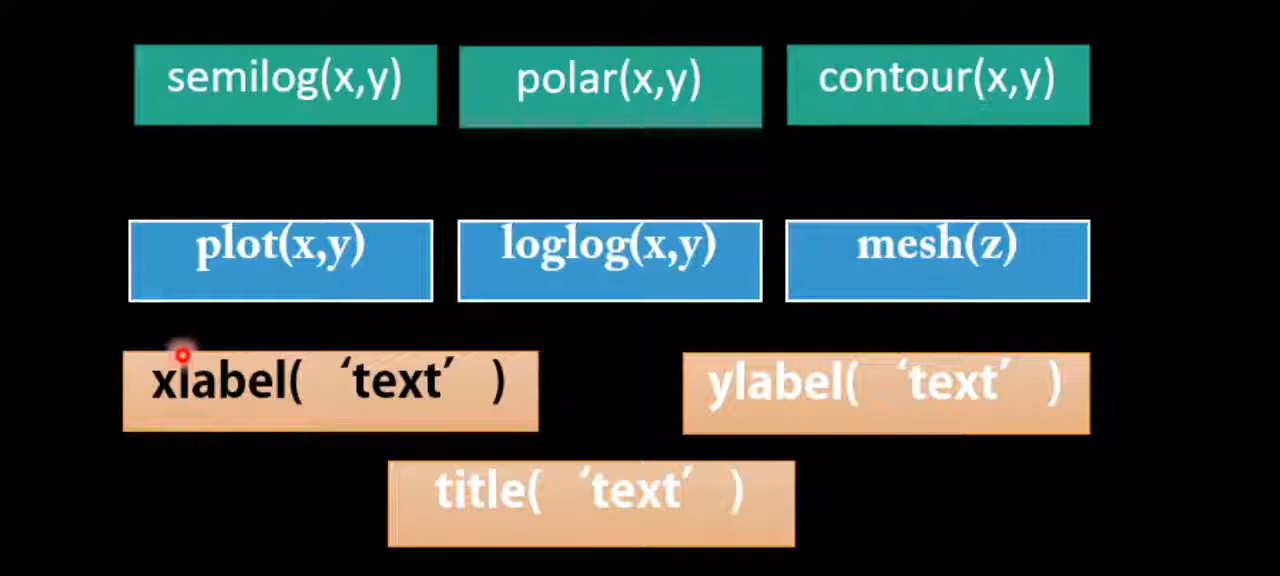 semilog(x,y) polar(x,y) contour(x,y)
plot(x,y) loglog(x,y) mesh(z)
xlabel( ‘text’ ) ylabel( ‘text’ )
title( ‘text’ )